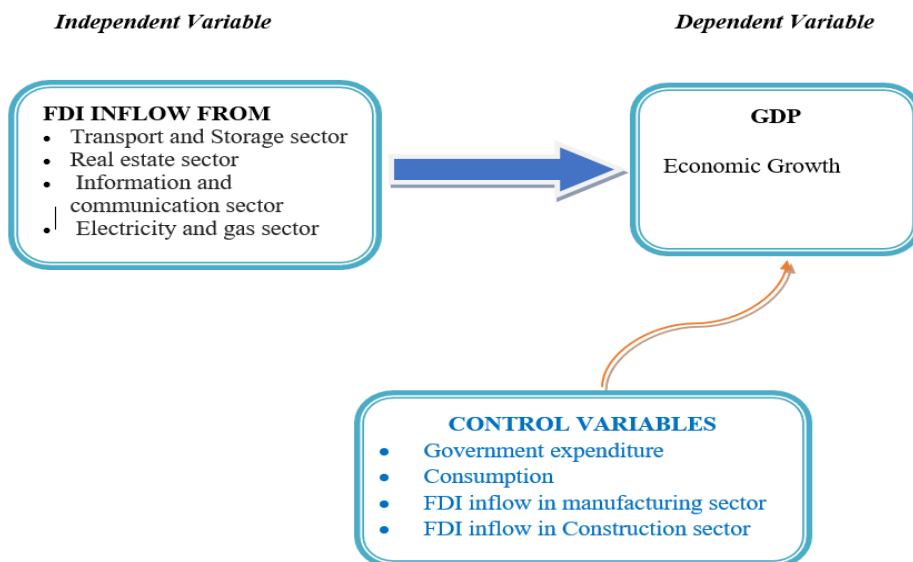 Independent Variable
Dependent Variable
FDI INFLOW FROM
• Transport and Storage sector
• Real estate sector
• Information and
communication sector
• Electricity and gas sector
GDP
Economic Growth
CONTROL VARIABLES
• Government expenditure
• Consumption
• FDI inflow in manufacturing sector
• FDI inflow in Construction sector